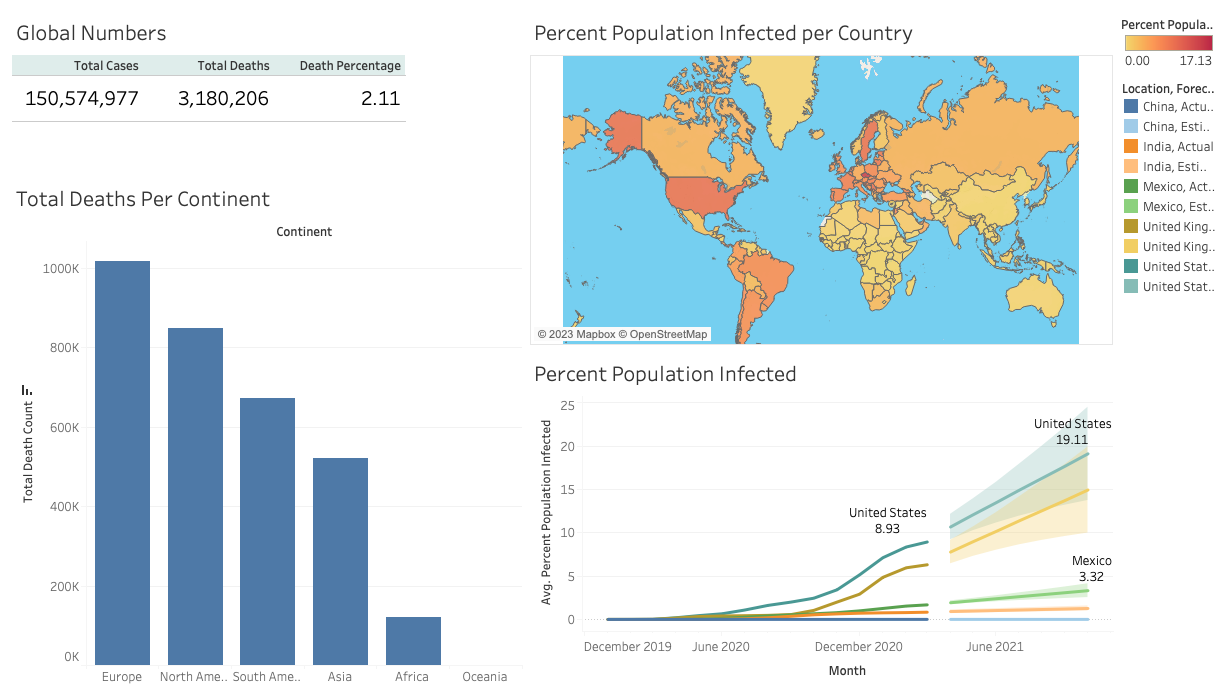 Global Numbers
Total Cases Total Deaths Death Percentage
150,574,977 3,180,206 2.11
Total Deaths Per Continent
Continent
Total Death Count
1000K
800K
600K
400K
200K
0K
Europe North Ame.. South Ame.. Asia Africa Oceania
Percent Population Infected per Country
© 2023 Mapbox © OpenStreetMap
Percent Population Infected
Avg. Percent Population Infected
25
20
15
10
5
0
United States
19.11
United States
8.93
Mexico
3.32
December 2019 June 2020 December 2020 June 2021
Month
Percent Popula..
0.00 17.13
Location, Forec..
China, Actu..
China, Esti..
India, Actual
India, Esti..
Mexico, Act..
Mexico, Est..
United King..
United King..
United Stat..
United Stat..